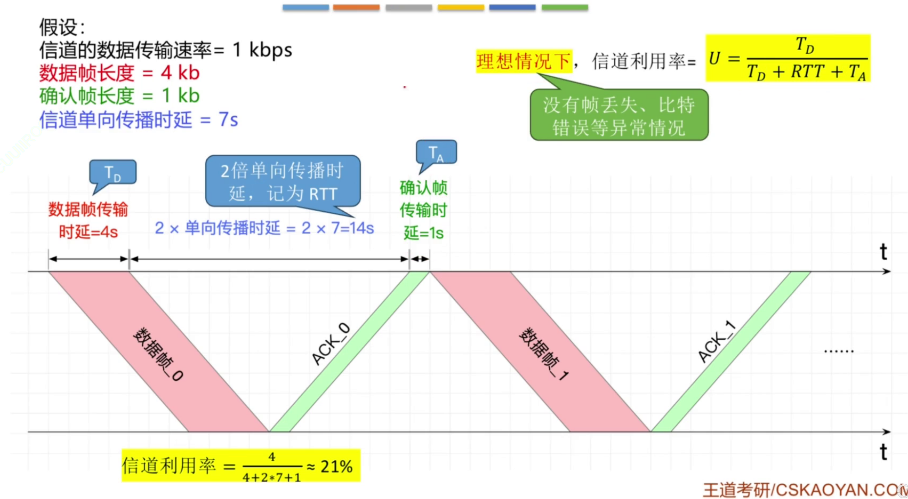 假设：
信道的数据传输速率= 1 kbps
数据帧长度 = 4 kb
确认帧长度 = 1 kb
信道单向传播时延 = 7s
理想情况下，信道利用率= U = T_D / (T_D + RTT + T_A)
没有帧丢失、比特
错误等异常情况
T_D
2倍单向传播时
延，记为 RTT
T_A
数据帧传输
时延=4s
2 × 单向传播时延 = 2 × 7=14s
确认帧
传输时
延=1s
t
数据帧_0
ACK_0
数据帧_1
ACK_1
……
t
信道利用率 = 4 / (4+2*7+1) ≈ 21%
王道考研/CSKAOYAN.COM